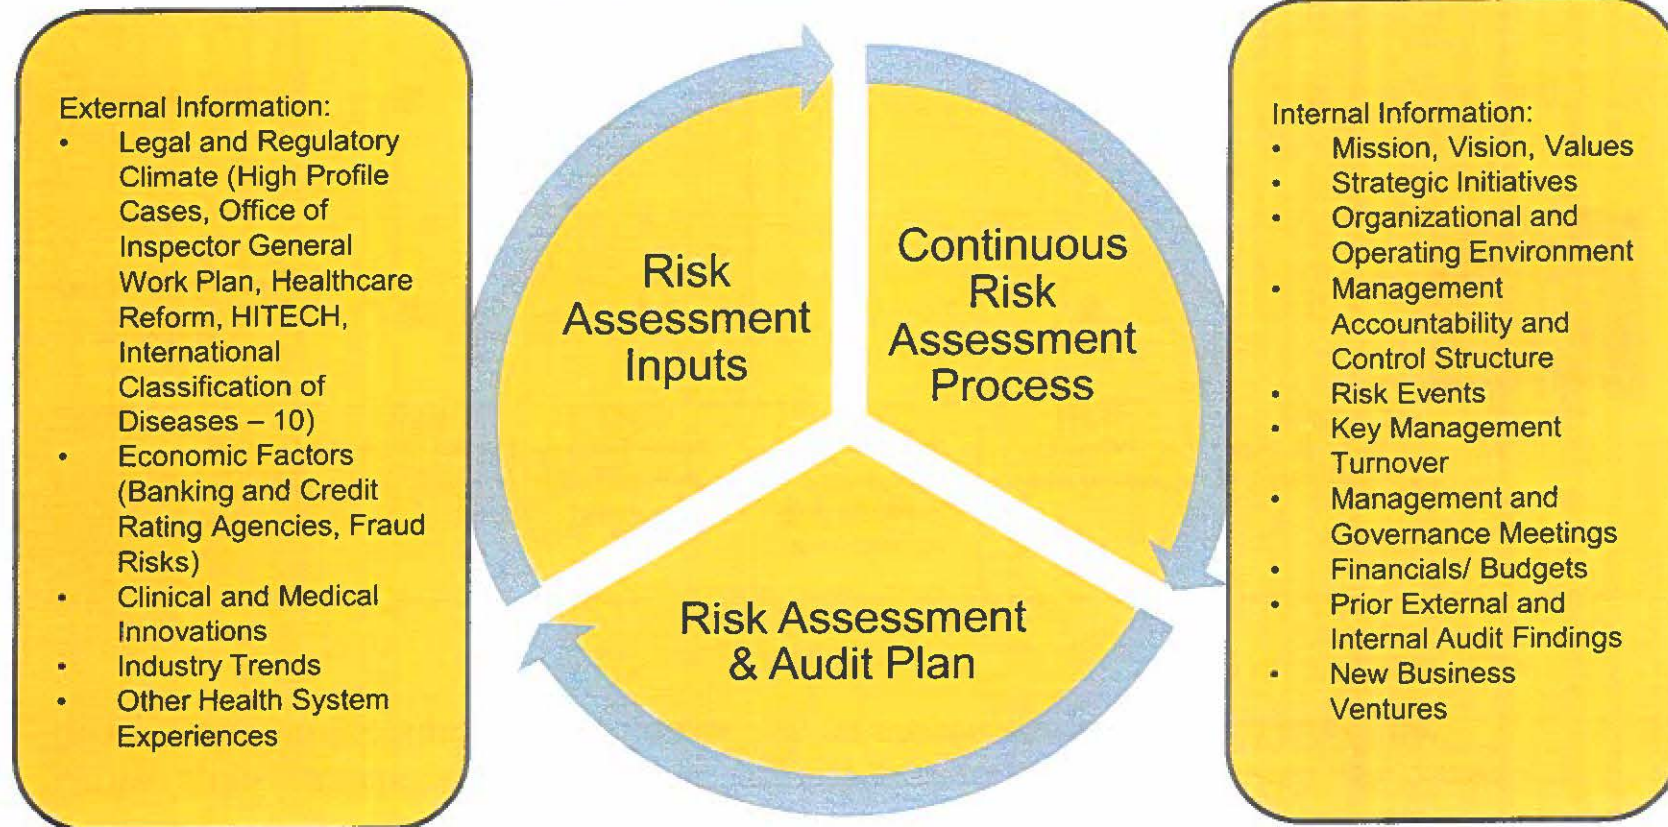 External Information:
• Legal and Regulatory
Climate (High Profile
Cases, Office of
Inspector General
Work Plan, Healthcare
Reform, HITECH,
International
Classification of
Diseases – 10)
• Economic Factors
(Banking and Credit
Rating Agencies, Fraud
Risks)
• Clinical and Medical
Innovations
• Industry Trends
• Other Health System
Experiences
Risk
Assessment
Inputs
Continuous
Risk
Assessment
Process
Risk Assessment
& Audit Plan
Internal Information:
• Mission, Vision, Values
• Strategic Initiatives
• Organizational and
Operating Environment
• Management
Accountability and
Control Structure
• Risk Events
• Key Management
Turnover
• Management and
Governance Meetings
• Financials/ Budgets
• Prior External and
Internal Audit Findings
• New Business
Ventures